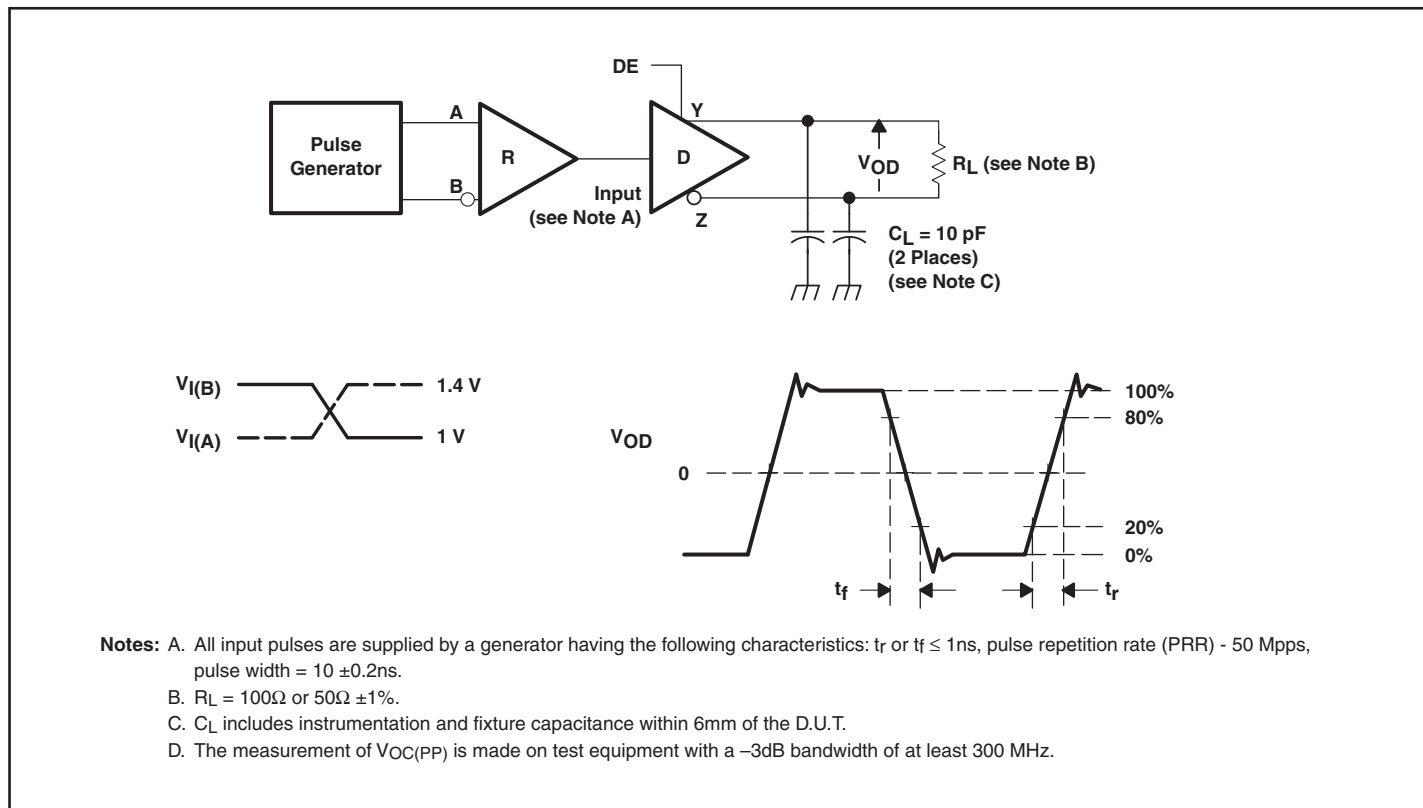 DE
A
Y
Pulse
Generator
R
D
VOD
RL (see Note B)
B
Input
(see Note A)
Z
CL = 10 pF
(2 Places)
(see Note C)
VI(B)
1.4 V
VI(A)
1 V
100%
80%
VOD
0
20%
0%
tf
tr
Notes: A. All input pulses are supplied by a generator having the following characteristics: tr or tf ≤ 1ns, pulse repetition rate (PRR) - 50 Mpps,
pulse width = 10 ±0.2ns.
B. RL = 100Ω or 50Ω ±1%.
C. CL includes instrumentation and fixture capacitance within 6mm of the D.U.T.
D. The measurement of VOC(PP) is made on test equipment with a –3dB bandwidth of at least 300 MHz.